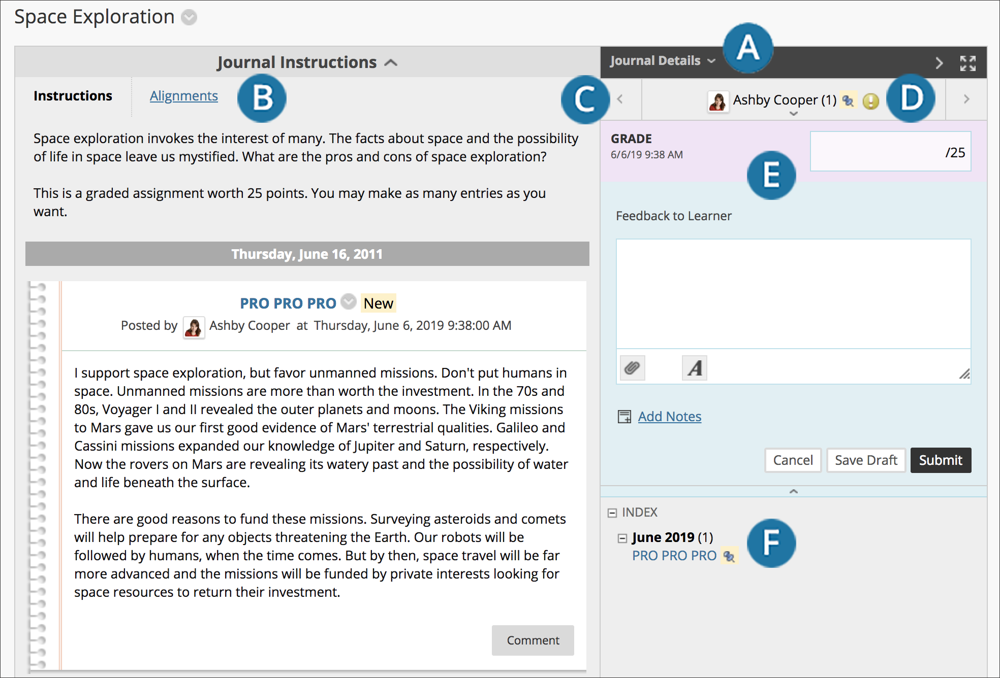 Space Exploration
Journal Instructions
B
Instructions
Alignments
Space exploration invokes the interest of many. The facts about space and the possibility
of life in space leave us mystified. What are the pros and cons of space exploration?
This is a graded assignment worth 25 points. You may make as many entries as you
want.
Thursday, June 16, 2011
PRO PRO PRO New
Posted by Ashby Cooper at Thursday, June 6, 2019 9:38:00 AM
I support space exploration, but favor unmanned missions. Don't put humans in
space. Unmanned missions are more than worth the investment. In the 70s and
80s, Voyager I and II revealed the outer planets and moons. The Viking missions
to Mars gave us our first good evidence of Mars' terrestrial qualities. Galileo and
Cassini missions expanded our knowledge of Jupiter and Saturn, respectively.
Now the rovers on Mars are revealing its watery past and the possibility of water
and life beneath the surface.
There are good reasons to fund these missions. Surveying asteroids and comets
will help prepare for any objects threatening the Earth. Our robots will be
followed by humans, when the time comes. But by then, space travel will be far
more advanced and the missions will be funded by private interests looking for
space resources to return their investment.
Comment
Journal Details
A
C
Ashby Cooper (1)
D
GRADE
6/6/19 9:38 AM
/25
E
Feedback to Learner
A
Add Notes
Cancel
Save Draft
Submit
INDEX
June 2019 (1)
PRO PRO PRO
F